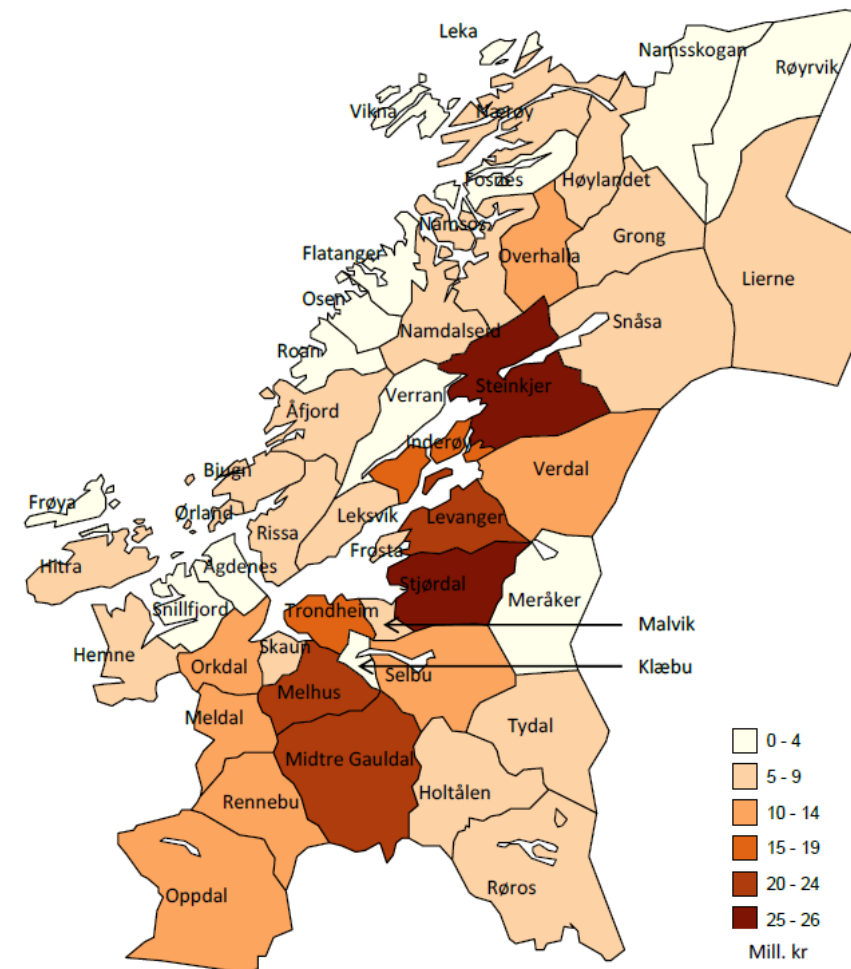 Leka
Namsskogan
Røyrvik
Vikna
Nærøy
Fosnes
Høylandet
Namsos
Grong
Overhalla
Flatanger
Lierne
Osen
Snåsa
Namdalseid
Roan
Steinkjer
Verran
Åfjord
Inderøy
Verdal
Bjugn
Frøya
Ørland
Leksvik
Levanger
Rissa
Frosta
Hitra
Agdenes
Stjørdal
Meråker
Snillfjord
Trondheim
Malvik
Hemne
Skaun
Orkdal
Klæbu
Selbu
Melhus
Meldal
Tydal
0 - 4
Midtre Gauldal
5 - 9
Holtålen
Rennebu
10 - 14
15 - 19
20 - 24
Røros
Oppdal
25 - 26
Mill. kr